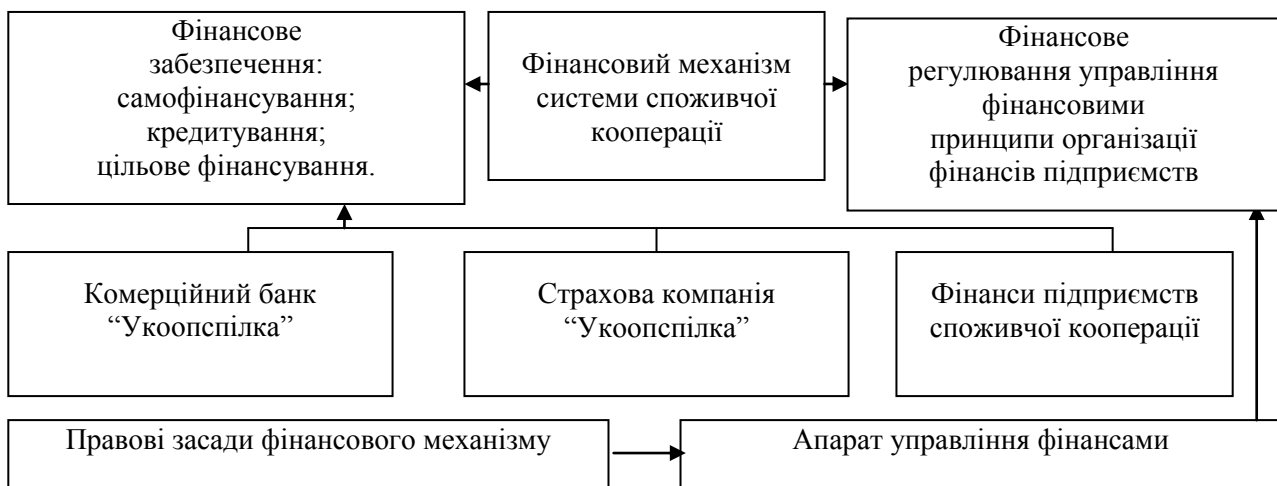 Фінансове
забезпечення:
самофінансування;
кредитування;
цільове фінансування.
Фінансовий механізм
системи споживчої
кооперації
Фінансове
регулювання управління
фінансовими
принципи організації
фінансів підприємств
Комерційний банк
“Укоопспілка”
Страхова компанія
“Укоопспілка”
Фінанси підприємств
споживчої кооперації
Правові засади фінансового механізму
Апарат управління фінансами